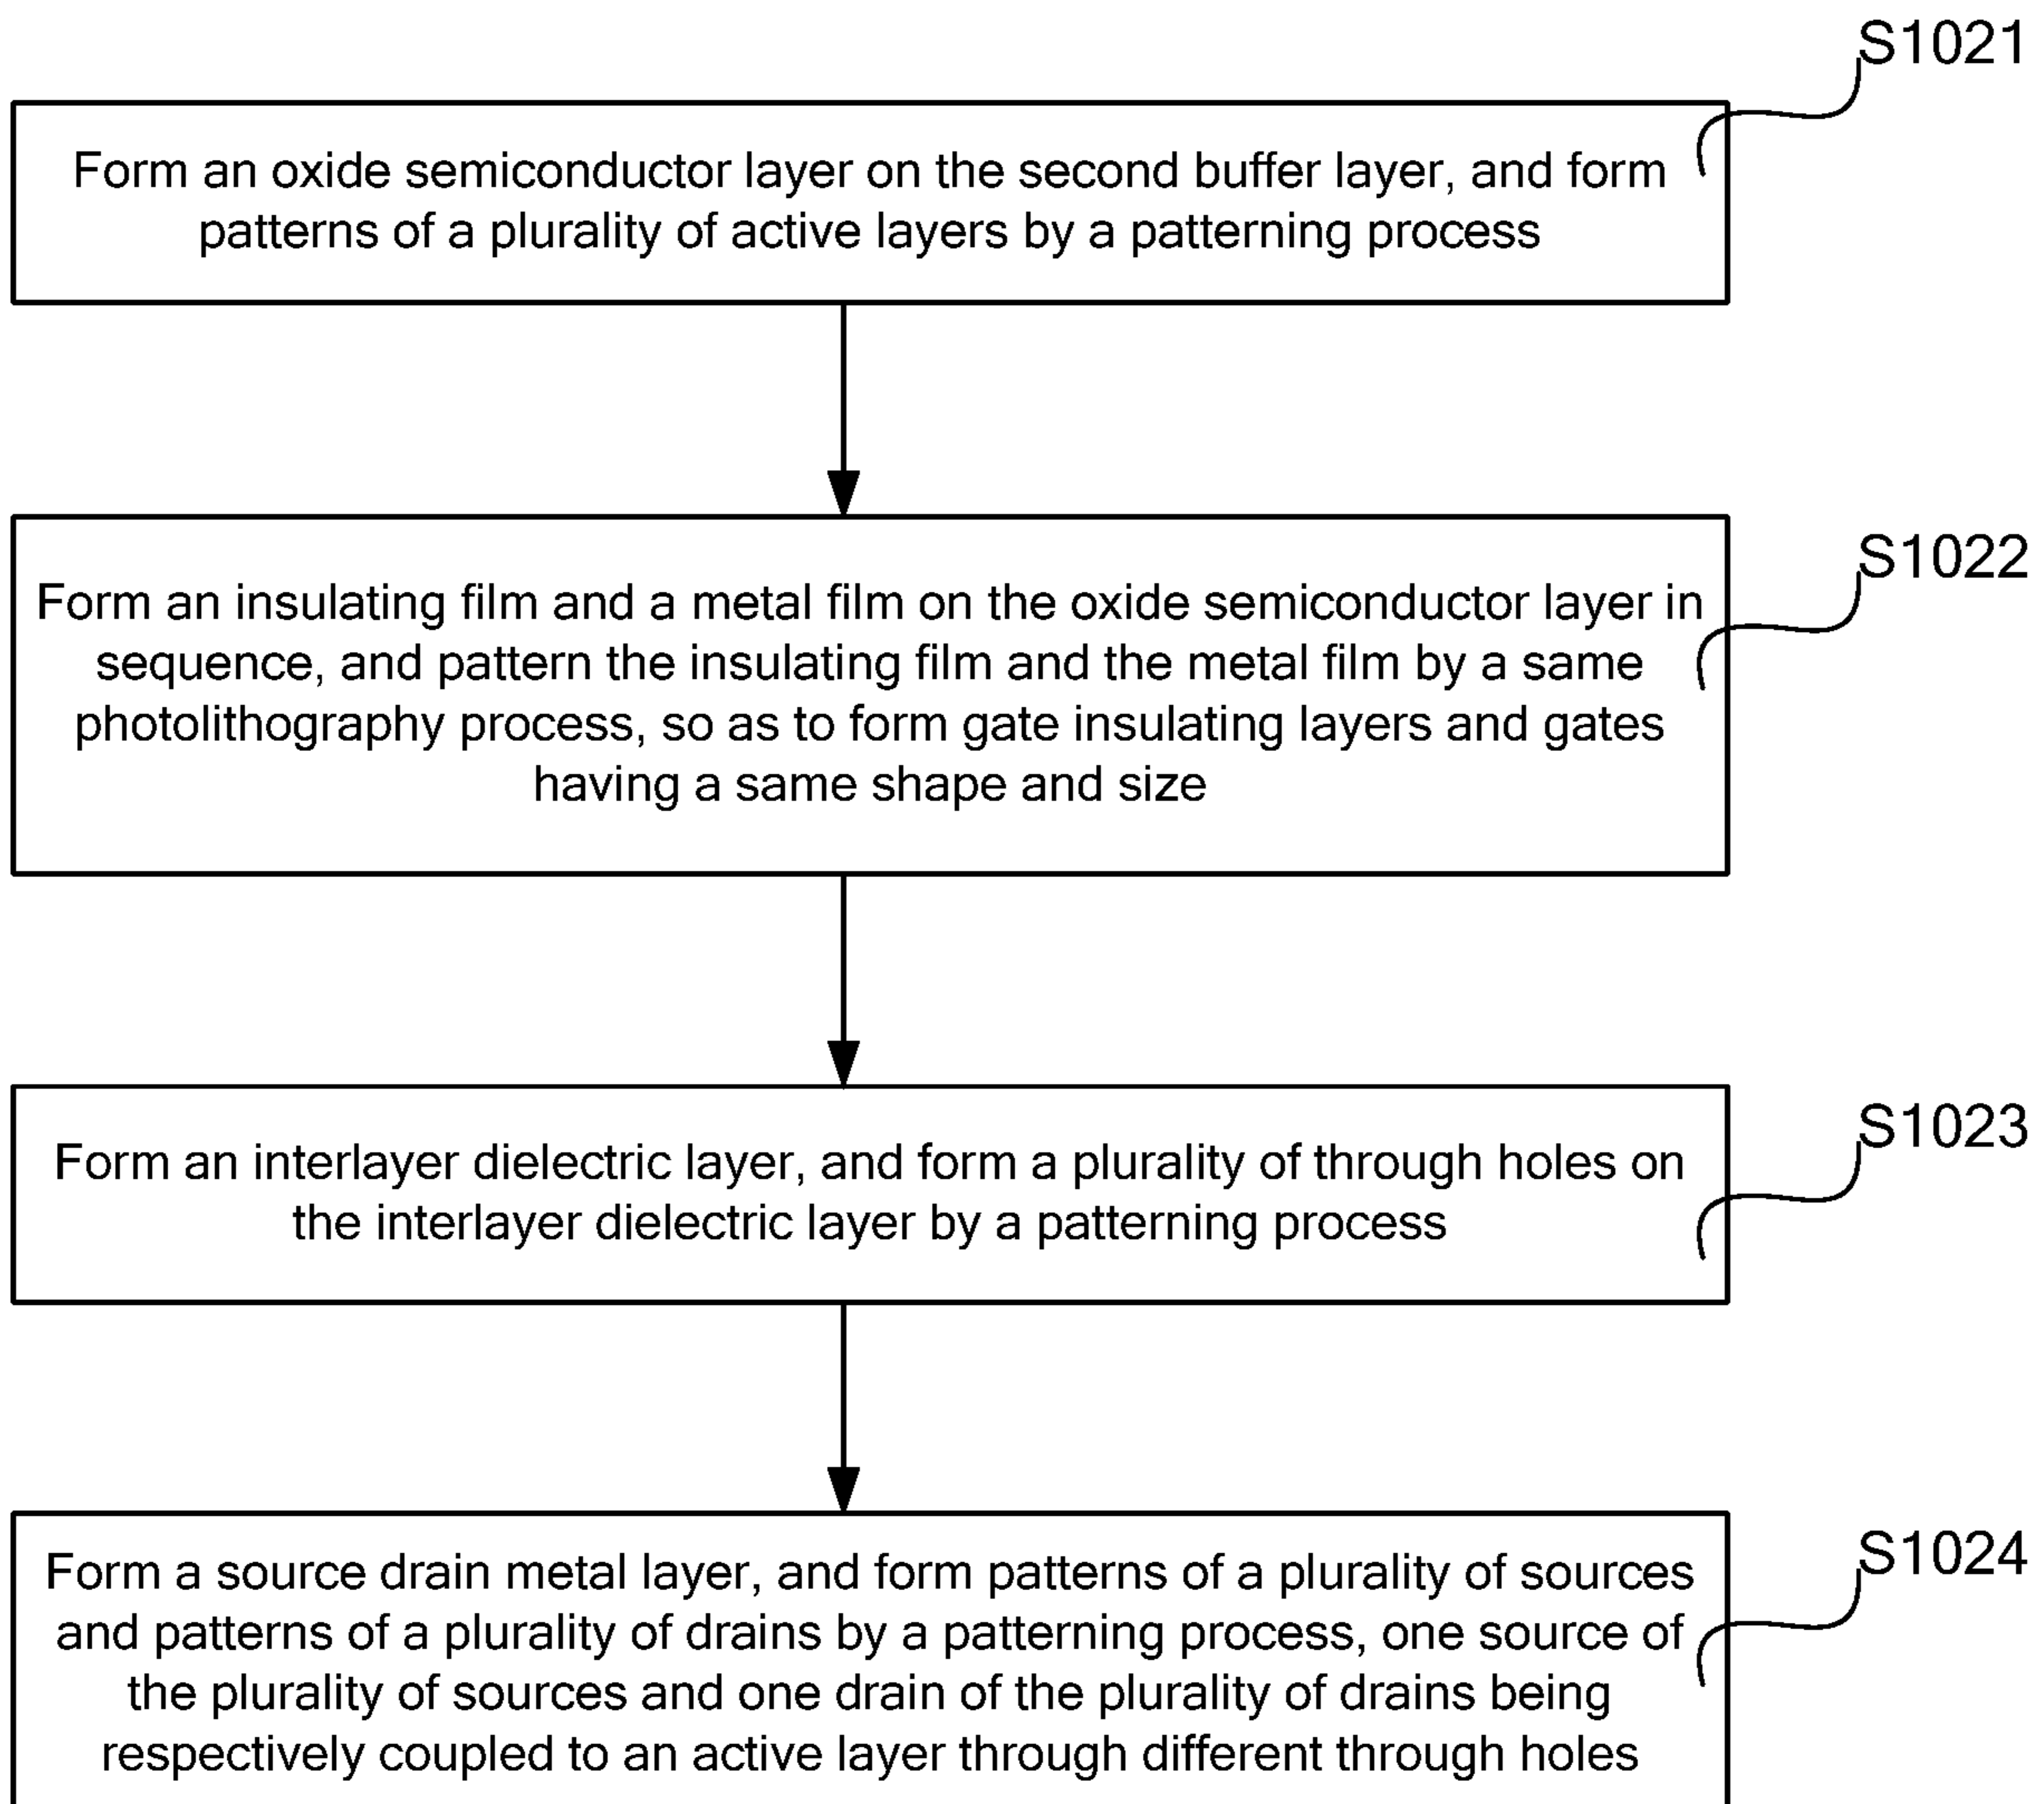 S1021
Form an oxide semiconductor layer on the second buffer layer, and form
patterns of a plurality of active layers by a patterning process
S1022
Form an insulating film and a metal film on the oxide semiconductor layer in
sequence, and pattern the insulating film and the metal film by a same
photolithography process, so as to form gate insulating layers and gates
having a same shape and size
S1023
Form an interlayer dielectric layer, and form a plurality of through holes on
the interlayer dielectric layer by a patterning process
S1024
Form a source drain metal layer, and form patterns of a plurality of sources
and patterns of a plurality of drains by a patterning process, one source of
the plurality of sources and one drain of the plurality of drains being
respectively coupled to an active layer through different through holes